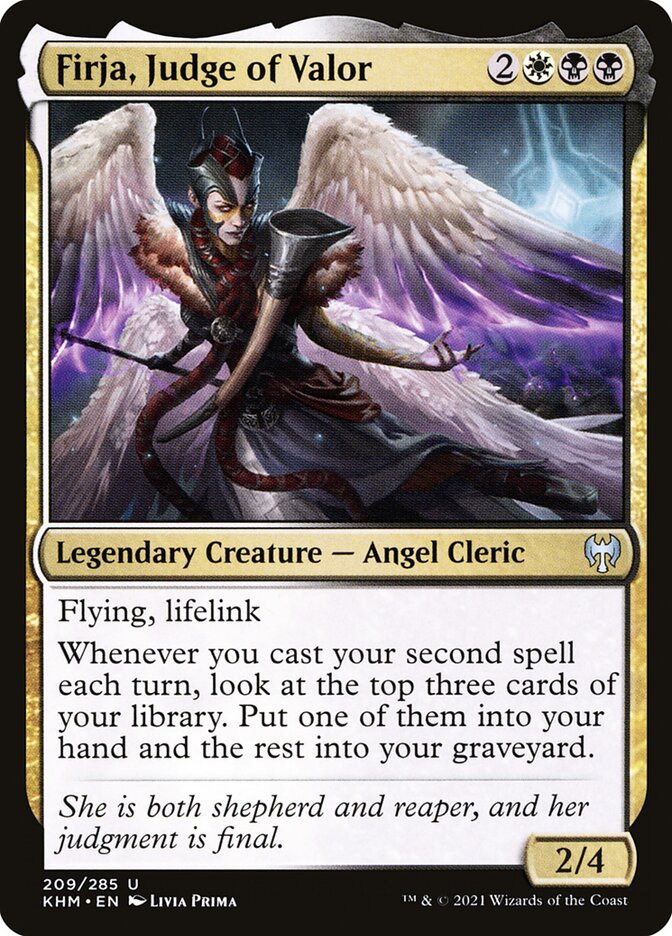 Firja, Judge of Valor 2
Legendary Creature — Angel Cleric
Flying, lifelink
Whenever you cast your second spell
each turn, look at the top three cards of
your library. Put one of them into your
hand and the rest into your graveyard.
She is both shepherd and reaper, and her
judgment is final.
2/4
209/285 U
KHM • EN Livia Prima
™ & © 2021 Wizards of the Coast